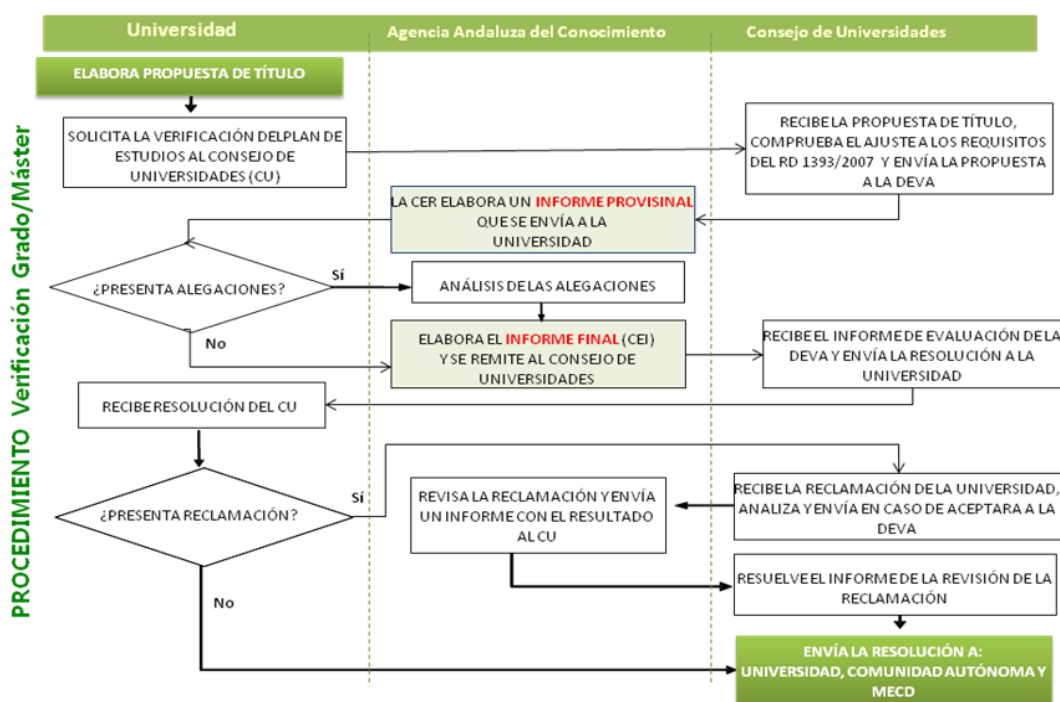 Universidad
Agencia Andaluza del Conocimiento
Consejo de Universidades
PROCEDIMIENTO Verificación Grado/Máster
ELABORA PROPUESTA DE TÍTULO
SOLICITA LA VERIFICACIÓN DELPLAN DE
ESTUDIOS AL CONSEJO DE
UNIVERSIDADES (CU)
RECIBE LA PROPUESTA DE TÍTULO,
COMPRUEBA EL AJUSTE A LOS REQUISITOS
DEL RD 1393/2007 Y ENVÍA LA PROPUESTA
A LA DEVA
LA CER ELABORA UN INFORME PROVISINAL
QUE SE ENVÍA A LA
UNIVERSIDAD
¿PRESENTA ALEGACIONES?
Sí
ANÁLISIS DE LAS ALEGACIONES
No
ELABORA EL INFORME FINAL (CEI)
Y SE REMITE AL CONSEJO DE
UNIVERSIDADES
RECIBE EL INFORME DE EVALUACIÓN DE LA
DEVA Y ENVÍA LA RESOLUCIÓN A LA
UNIVERSIDAD
RECIBE RESOLUCIÓN DEL CU
¿PRESENTA RECLAMACIÓN?
Sí
REVISA LA RECLAMACIÓN Y ENVÍA
UN INFORME CON EL RESULTADO
AL CU
RECIBE LA RECLAMACIÓN DE LA UNIVERSIDAD,
ANALIZA Y ENVÍA EN CASO DE ACEPTARA A LA
DEVA
RESUELVE EL INFORME DE LA REVISIÓN DE LA
RECLAMACIÓN
No
ENVÍA LA RESOLUCIÓN A:
UNIVERSIDAD, COMUNIDAD AUTÓNOMA Y
MECD